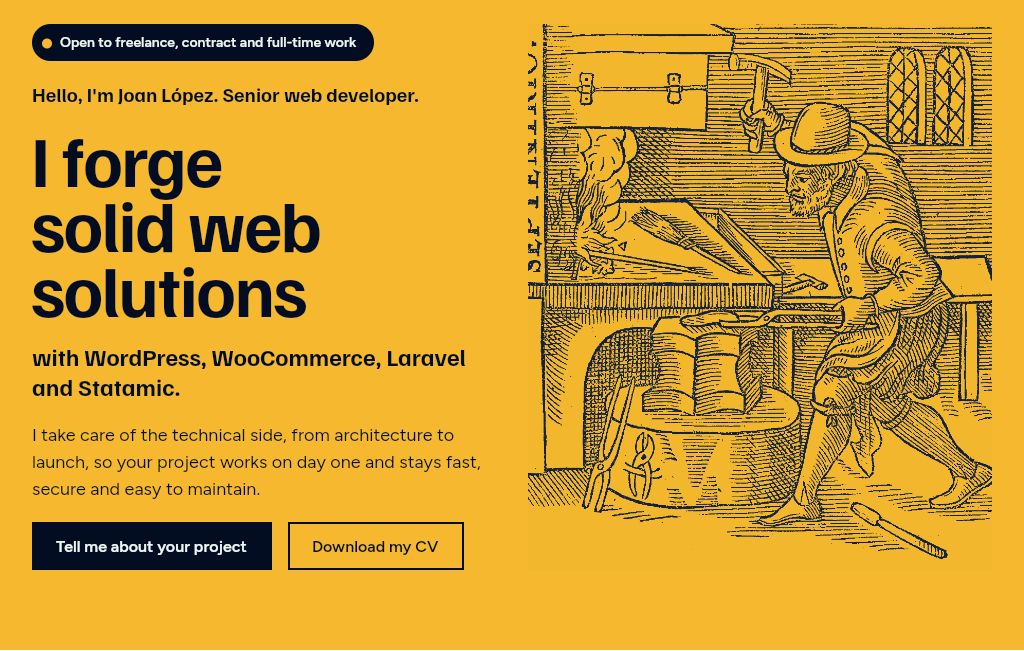 Open to freelance, contract and full-time work
Hello, I'm Joan López. Senior web developer.
I forge
solid web
solutions
with WordPress, WooCommerce, Laravel
and Statamic.
I take care of the technical side, from architecture to
launch, so your project works on day one and stays fast,
secure and easy to maintain.
Tell me about your project
Download my CV